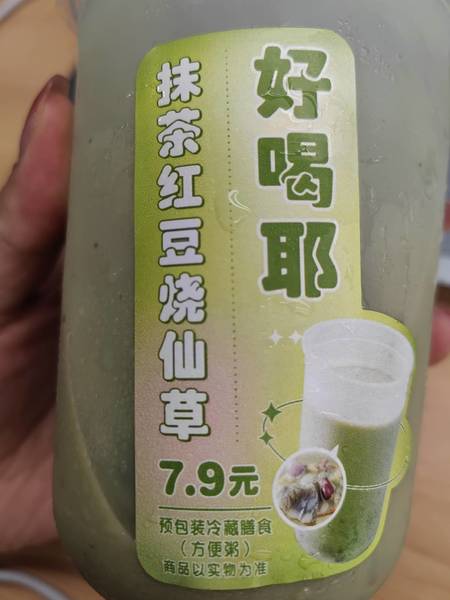 好喝耶
抹茶红豆烧仙草
7.9元
预包装冷藏膳食
（方便粥）
商品以实物为准